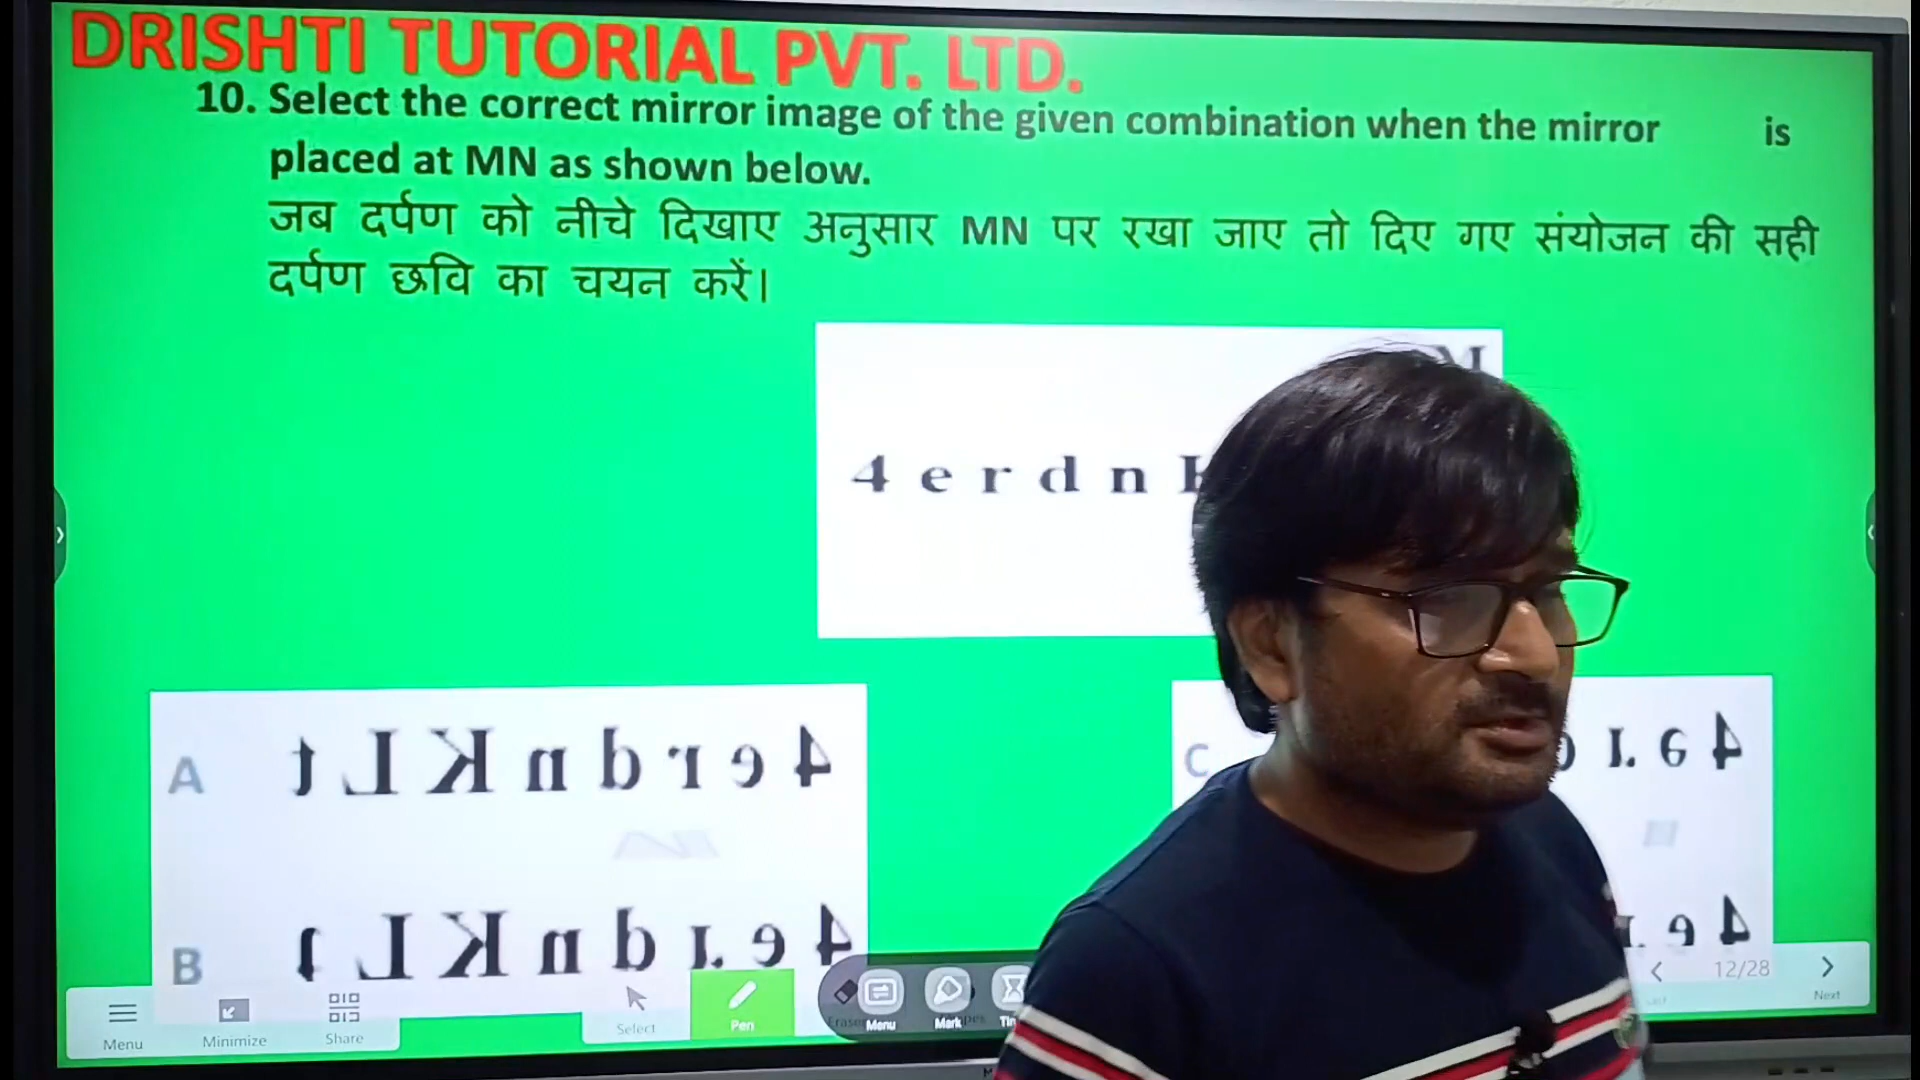 DRISHTI TUTORIAL PVT. LTD.
10. Select the correct mirror image of the given combination when the mirror is
placed at MN as shown below.
जब दर्पण को नीचे दिखाए अनुसार MN पर रखा जाए तो दिए गए संयोजन की सही
दर्पण छवि का चयन करें।
M
4 e r d n
A
C
B
12/28
Next
Menu
Minimize
Share
Select
Pen
Menu
Mark